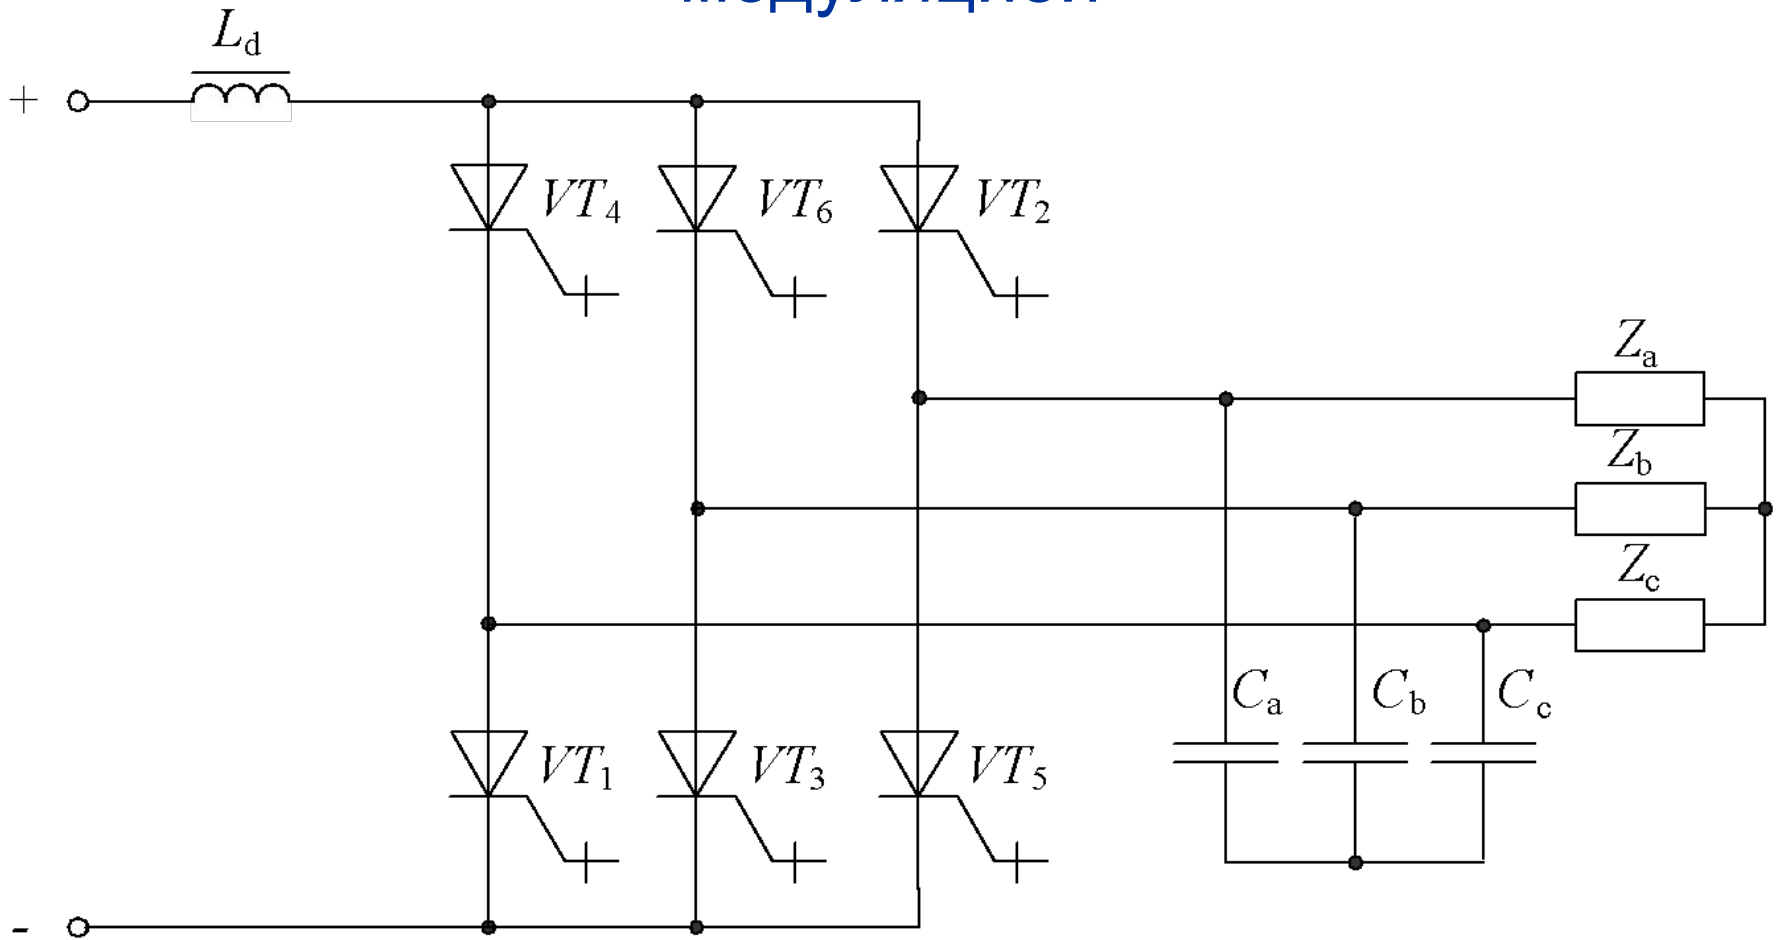 L_d
+
VT_4 VT_6 VT_2
Z_a
Z_b
Z_c
C_a C_b C_c
VT_1 VT_3 VT_5
-